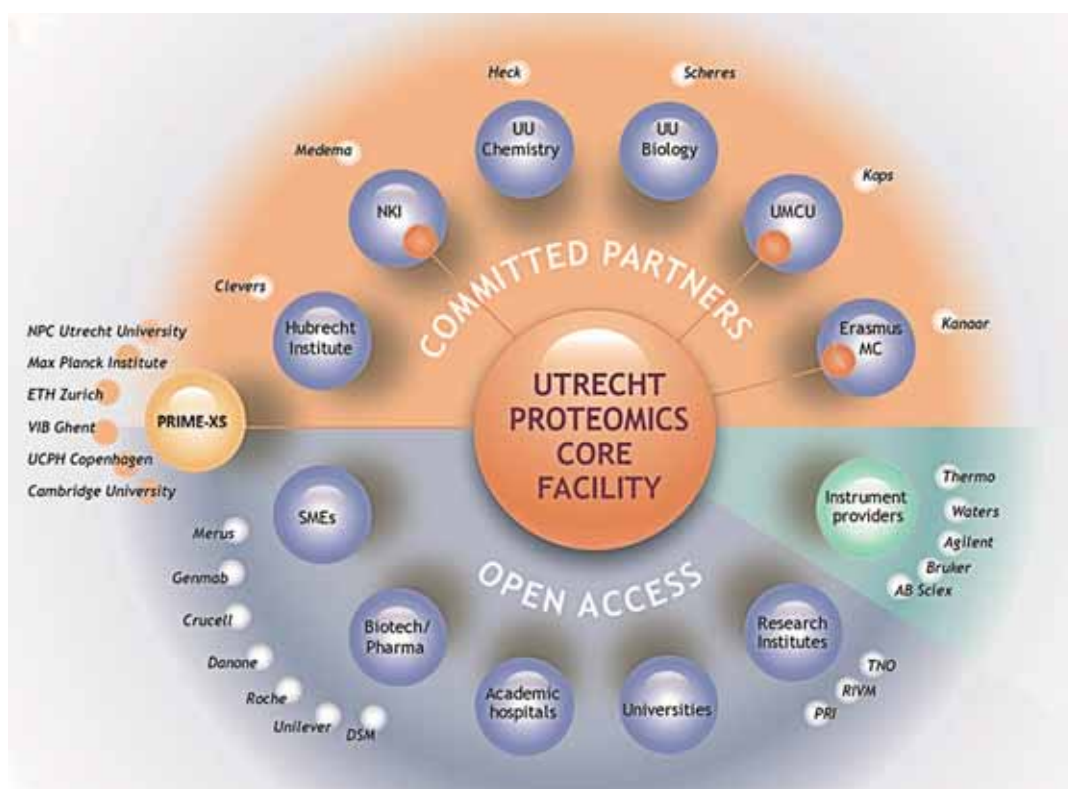 Heck
Scheres
UU
Chemistry
UU
Biology
Medema
Kops
NKI
UMCU
COMMITTED PARTNERS
Clevers
Hubrecht
Institute
Erasmus
MC
Kanaar
NPC Utrecht University
Max Planck Institute
ETH Zurich
VIB Ghent
UCPH Copenhagen
Cambridge University
PRIME-XS
UTRECHT
PROTEOMICS
CORE
FACILITY
SMEs
Instrument
providers
Thermo
Waters
Agilent
Bruker
AB Sciex
OPEN ACCESS
Merus
Genmab
Crucell
Danone
Roche
Unilever
DSM
Biotech/
Pharma
Academic
hospitals
Universities
Research
Institutes
TNO
RIVM
PRI